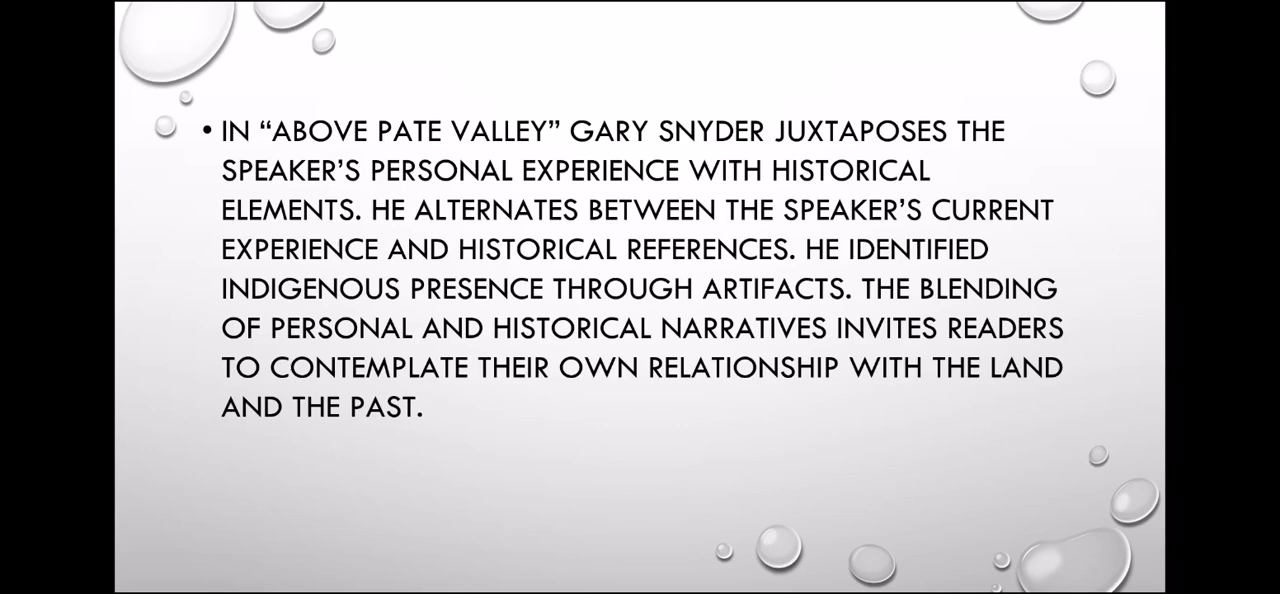 • IN “ABOVE PATE VALLEY” GARY SNYDER JUXTAPOSES THE
SPEAKER’S PERSONAL EXPERIENCE WITH HISTORICAL
ELEMENTS. HE ALTERNATES BETWEEN THE SPEAKER’S CURRENT
EXPERIENCE AND HISTORICAL REFERENCES. HE IDENTIFIED
INDIGENOUS PRESENCE THROUGH ARTIFACTS. THE BLENDING
OF PERSONAL AND HISTORICAL NARRATIVES INVITES READERS
TO CONTEMPLATE THEIR OWN RELATIONSHIP WITH THE LAND
AND THE PAST.